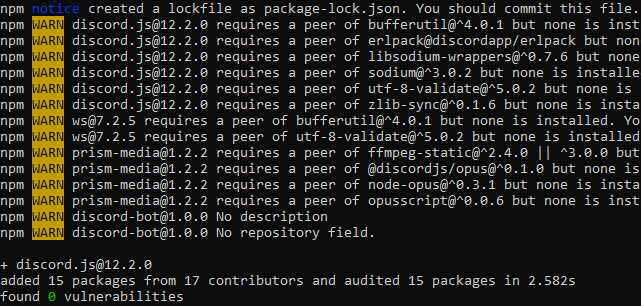 npm notice created a lockfile as package-lock.json. You should commit this file.
npm WARN discord.js@12.2.0 requires a peer of bufferutil@^4.0.1 but none is inst
npm WARN discord.js@12.2.0 requires a peer of erlpack@discordapp/erlpack but non
npm WARN discord.js@12.2.0 requires a peer of libsodium-wrappers@^0.7.6 but none
npm WARN discord.js@12.2.0 requires a peer of sodium@^3.0.2 but none is installe
npm WARN discord.js@12.2.0 requires a peer of utf-8-validate@^5.0.2 but none is
npm WARN discord.js@12.2.0 requires a peer of zlib-sync@^0.1.6 but none is insta
npm WARN ws@7.2.5 requires a peer of bufferutil@^4.0.1 but none is installed. Yo
npm WARN ws@7.2.5 requires a peer of utf-8-validate@^5.0.2 but none is installed
npm WARN prism-media@1.2.2 requires a peer of ffmpeg-static@^2.4.0 || ^3.0.0 but
npm WARN prism-media@1.2.2 requires a peer of @discordjs/opus@^0.1.0 but none is
npm WARN prism-media@1.2.2 requires a peer of node-opus@^0.3.1 but none is insta
npm WARN prism-media@1.2.2 requires a peer of opusscript@^0.0.6 but none is inst
npm WARN discord-bot@1.0.0 No description
npm WARN discord-bot@1.0.0 No repository field.
+ discord.js@12.2.0
added 15 packages from 17 contributors and audited 15 packages in 2.582s
found 0 vulnerabilities